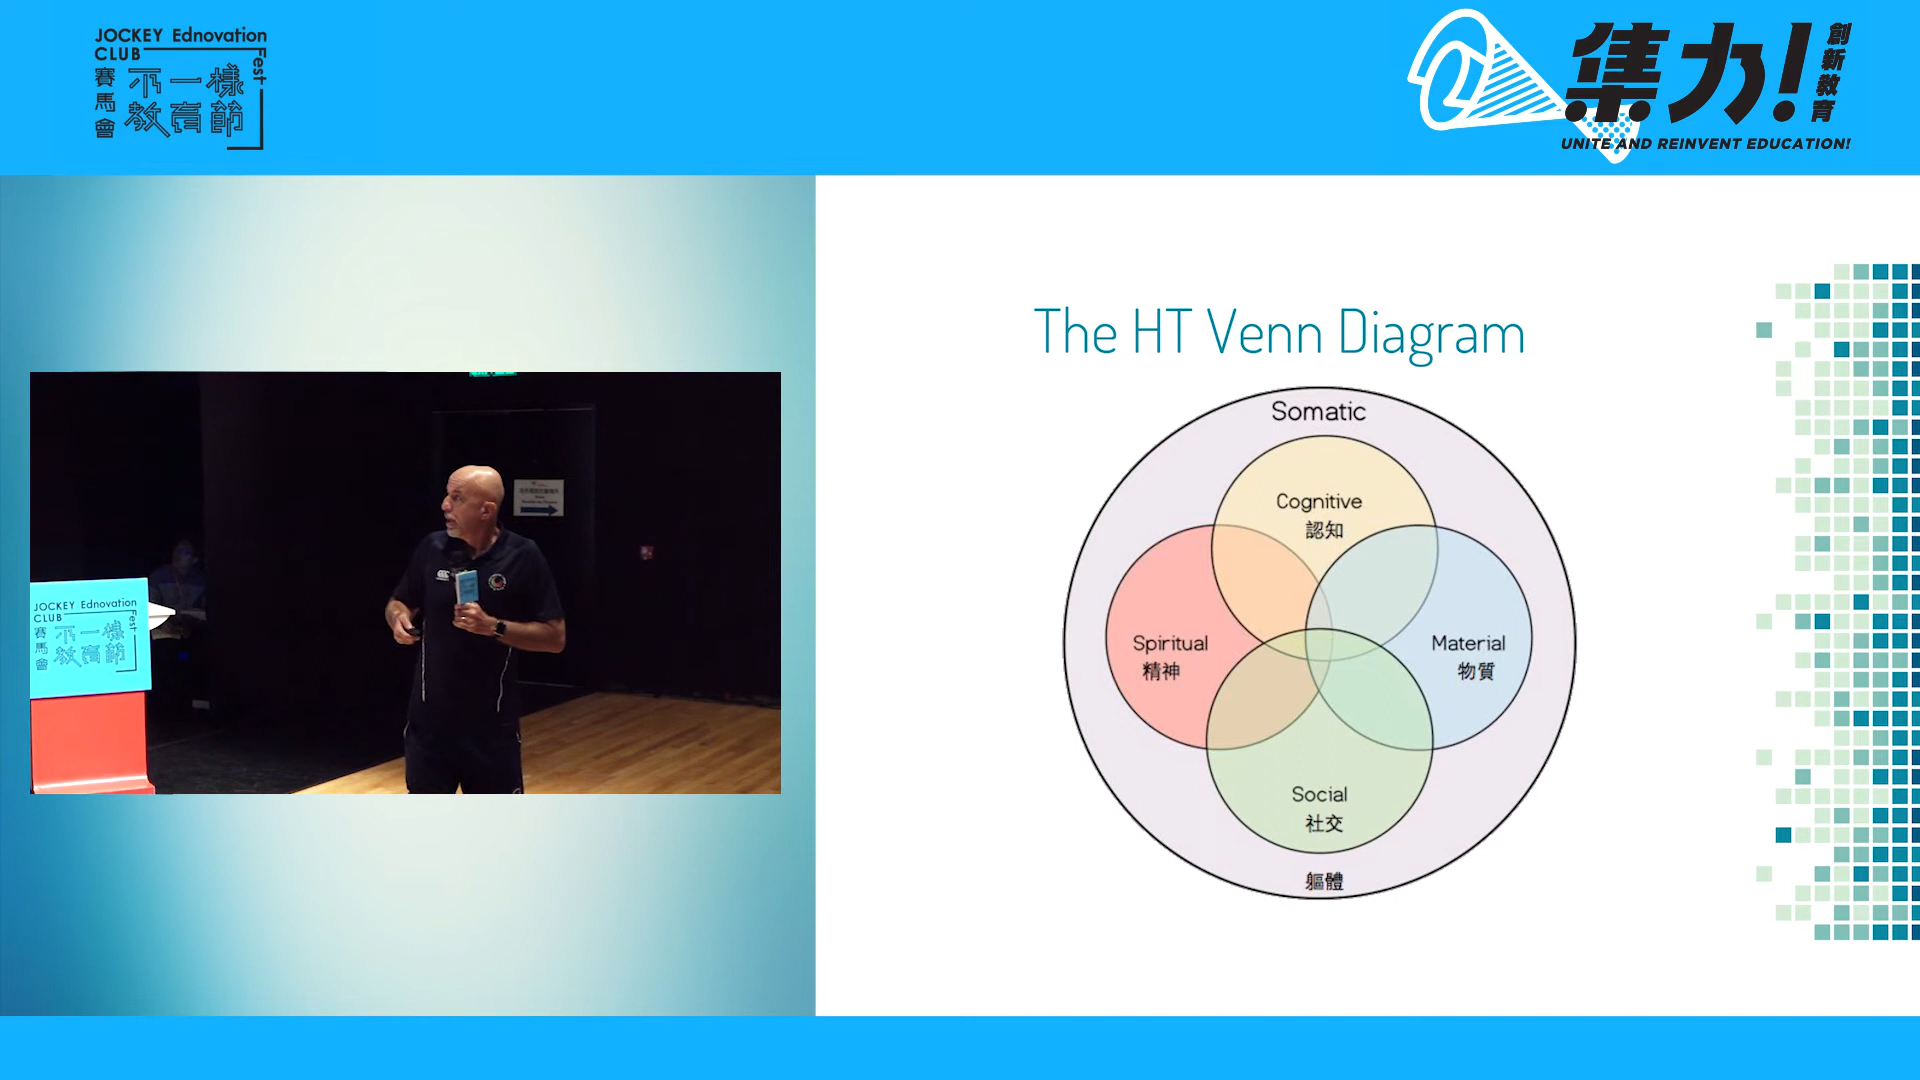 JOCKEY Ednovation
CLUB
Fest
賽馬會
不一樣
教育節
集力!
創新教育
UNITE AND REINVENT EDUCATION!
The HT Venn Diagram
Somatic
Cognitive
認知
Spiritual
精神
Material
物質
Social
社交
軀體
JOCKEY Ednovation
CLUB
Fest
賽馬會
不一樣
教育節